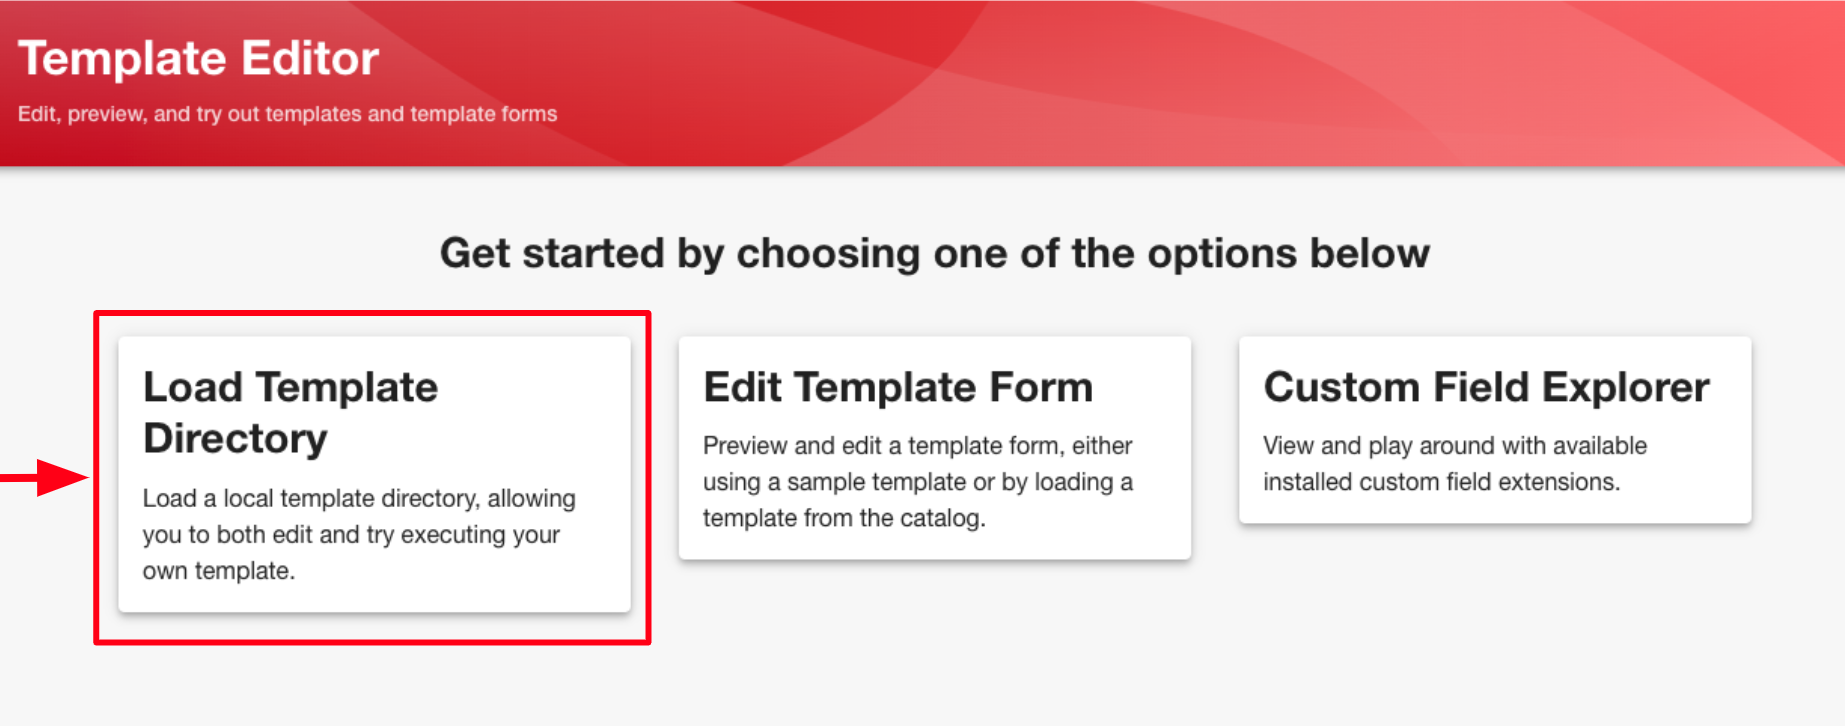 Template Editor
Edit, preview, and try out templates and template forms
Get started by choosing one of the options below
Load Template
Directory
Load a local template directory, allowing
you to both edit and try executing your
own template.
Edit Template Form
Preview and edit a template form, either
using a sample template or by loading a
template from the catalog.
Custom Field Explorer
View and play around with available
installed custom field extensions.